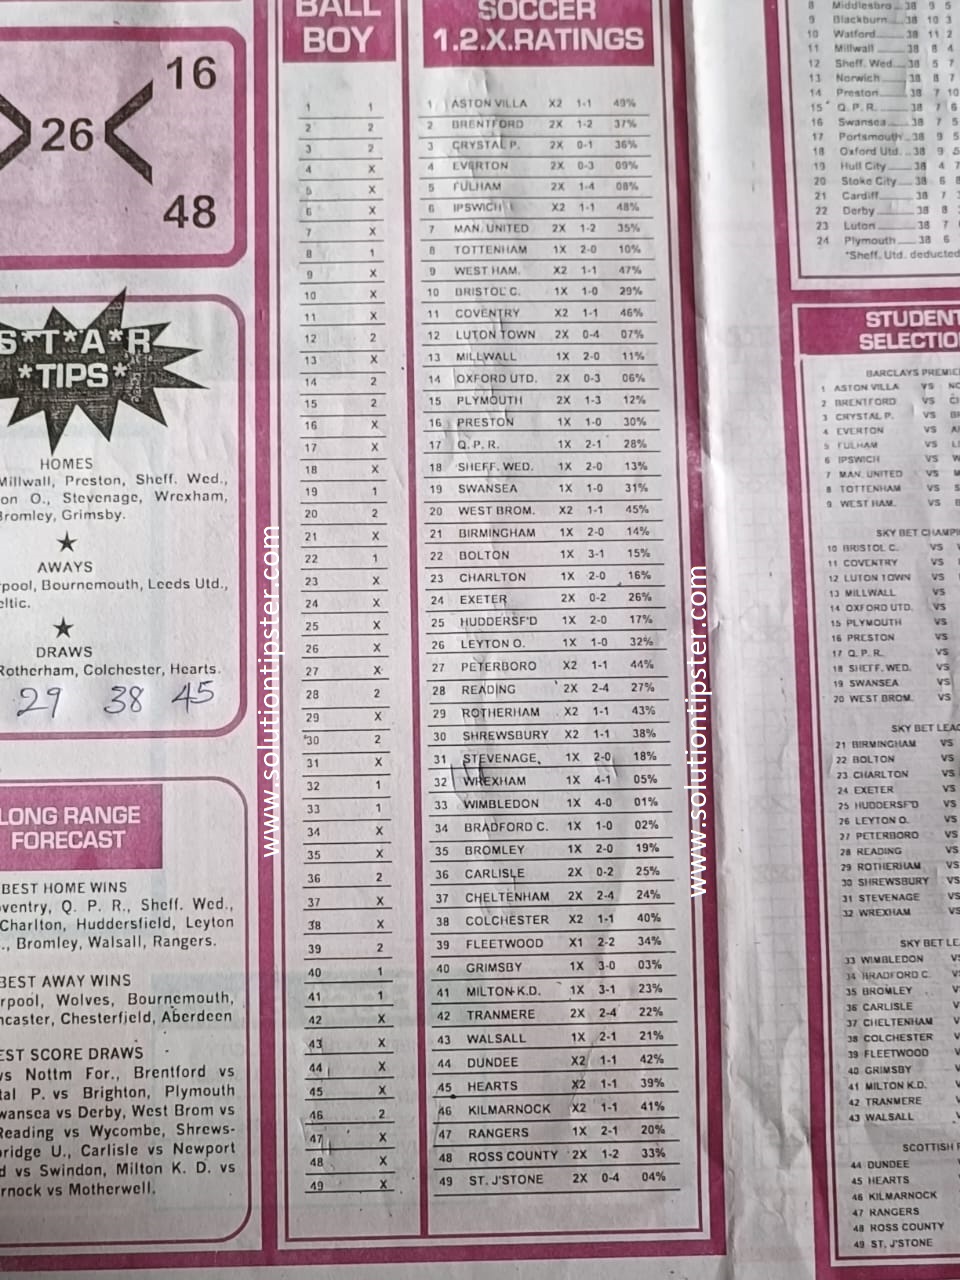 16
26
48
S*T*A*R
*TIPS*
HOMES
Millwall, Preston, Sheff. Wed.,
on O., Stevenage, Wrexham,
Bromley, Grimsby.
AWAYS
rpool, Bournemouth, Leeds Utd.,
eltic.
DRAWS
Rotherham, Colchester, Hearts.
29 38 45
LONG RANGE
FORECAST
BEST HOME WINS
oventry, Q. P. R., Sheff. Wed.,
Charlton, Huddersfield, Leyton
., Bromley, Walsall, Rangers.
BEST AWAY WINS
rpool, Wolves, Bournemouth,
ncaster, Chesterfield, Aberdeen
EST SCORE DRAWS
vs Nottm For., Brentford vs
tal P. vs Brighton, Plymouth
wansea vs Derby, West Brom vs
Reading vs Wycombe, Shrews-
bridge U., Carlisle vs Newport
d vs Swindon, Milton K. D. vs
rnock vs Motherwell.
BALL
BOY
1 1
2 2
3 2
4 X
5 X
6 X
7 X
8 1
9 X
10 X
11 X
12 2
13 X
14 2
15 2
16 X
17 X
18 X
19 1
20 2
21 X
22 1
23 X
24 X
25 X
26 X
27 X
28 2
29 X
30 2
31 X
32 1
33 1
34 X
35 X
36 2
37 X
38 X
39 2
40 1
41 1
42 X
43 X
44 X
45 X
46 2
47 X
48 X
49 X
SOCCER
1.2.X.RATINGS
1 ASTON VILLA X2 1-1 49%
2 BRENTFORD 2X 1-2 37%
3 CRYSTAL P. 2X 0-1 36%
4 EVERTON 2X 0-3 09%
5 FULHAM 2X 1-4 08%
6 IPSWICH X2 1-1 48%
7 MAN. UNITED 2X 1-2 35%
8 TOTTENHAM 1X 2-0 10%
9 WEST HAM. X2 1-1 47%
10 BRISTOL C. 1X 1-0 29%
11 COVENTRY X2 1-1 46%
12 LUTON TOWN 2X 0-4 07%
13 MILLWALL 1X 2-0 11%
14 OXFORD UTD. 2X 0-3 06%
15 PLYMOUTH 2X 1-3 12%
16 PRESTON 1X 1-0 30%
17 Q. P. R. 1X 2-1 28%
18 SHEFF. WED. 1X 2-0 13%
19 SWANSEA 1X 1-0 31%
20 WEST BROM. X2 1-1 45%
21 BIRMINGHAM 1X 2-0 14%
22 BOLTON 1X 3-1 15%
23 CHARLTON 1X 2-0 16%
24 EXETER 2X 0-2 26%
25 HUDDERSF'D 1X 2-0 17%
26 LEYTON O. 1X 1-0 32%
27 PETERBORO X2 1-1 44%
28 READING 2X 2-4 27%
29 ROTHERHAM X2 1-1 43%
30 SHREWSBURY X2 1-1 38%
31 STEVENAGE 1X 2-0 18%
32 WREXHAM 1X 4-1 05%
33 WIMBLEDON 1X 4-0 01%
34 BRADFORD C. 1X 1-0 02%
35 BROMLEY 1X 2-0 19%
36 CARLISLE 2X 0-2 25%
37 CHELTENHAM 2X 2-4 24%
38 COLCHESTER X2 1-1 40%
39 FLEETWOOD X1 2-2 34%
40 GRIMSBY 1X 3-0 03%
41 MILTON K.D. 1X 3-1 23%
42 TRANMERE 2X 2-4 22%
43 WALSALL 1X 2-1 21%
44 DUNDEE X2 1-1 42%
45 HEARTS X2 1-1 39%
46 KILMARNOCK X2 1-1 41%
47 RANGERS 1X 2-1 20%
48 ROSS COUNTY 2X 1-2 33%
49 ST. J'STONE 2X 0-4 04%
www.solutiontipster.com
www.solutiontipster.com
8 Middlesbro 38 9 5
9 Blackburn 38 10 3
10 Watford 38 11 2
11 Millwall 38 8 4
12 Sheff. Wed 38 5 7
13 Norwich 38 8 7
14 Preston 38 7 10
15 Q. P. R. 38 7 6
16 Swansea 38 7 5
17 Portsmouth 38 9 5
18 Oxford Utd. 38 9 5
19 Hull City 38 4 7
20 Stoke City 38 6 8
21 Cardiff 38 7
22 Derby 38 8
23 Luton 38 7
24 Plymouth 38 6
*Sheff. Utd. deducted
STUDENT
SELECTIO
BARCLAYS PREMIE
1 ASTON VILLA VS NO
2 BRENTFORD VS C
3 CRYSTAL P. VS B
4 EVERTON VS A
5 FULHAM VS L
6 IPSWICH VS W
7 MAN. UNITED VS M
8 TOTTENHAM VS S
9 WEST HAM. VS B
SKY BET CHAMPI
10 BRISTOL C. VS
11 COVENTRY VS
12 LUTON TOWN VS
13 MILLWALL VS
14 OXFORD UTD. VS
15 PLYMOUTH VS
16 PRESTON VS
17 Q. P. R. VS
18 SHEFF. WED. VS
19 SWANSEA VS
20 WEST BROM. VS
SKY BET LEAG
21 BIRMINGHAM VS
22 BOLTON VS
23 CHARLTON VS
24 EXETER VS
25 HUDDERSF'D VS
26 LEYTON O. VS
27 PETERBORO VS
28 READING VS
29 ROTHERHAM VS
30 SHREWSBURY VS
31 STEVENAGE VS
32 WREXHAM VS
SKY BET LEA
33 WIMBLEDON VS
34 BRADFORD C. V
35 BROMLEY V
36 CARLISLE V
37 CHELTENHAM V
38 COLCHESTER V
39 FLEETWOOD
40 GRIMSBY
41 MILTON K.D.
42 TRANMERE
43 WALSALL
SCOTTISH P
44 DUNDEE
45 HEARTS
46 KILMARNOCK
47 RANGERS
48 ROSS COUNTY
49 ST. J'STONE